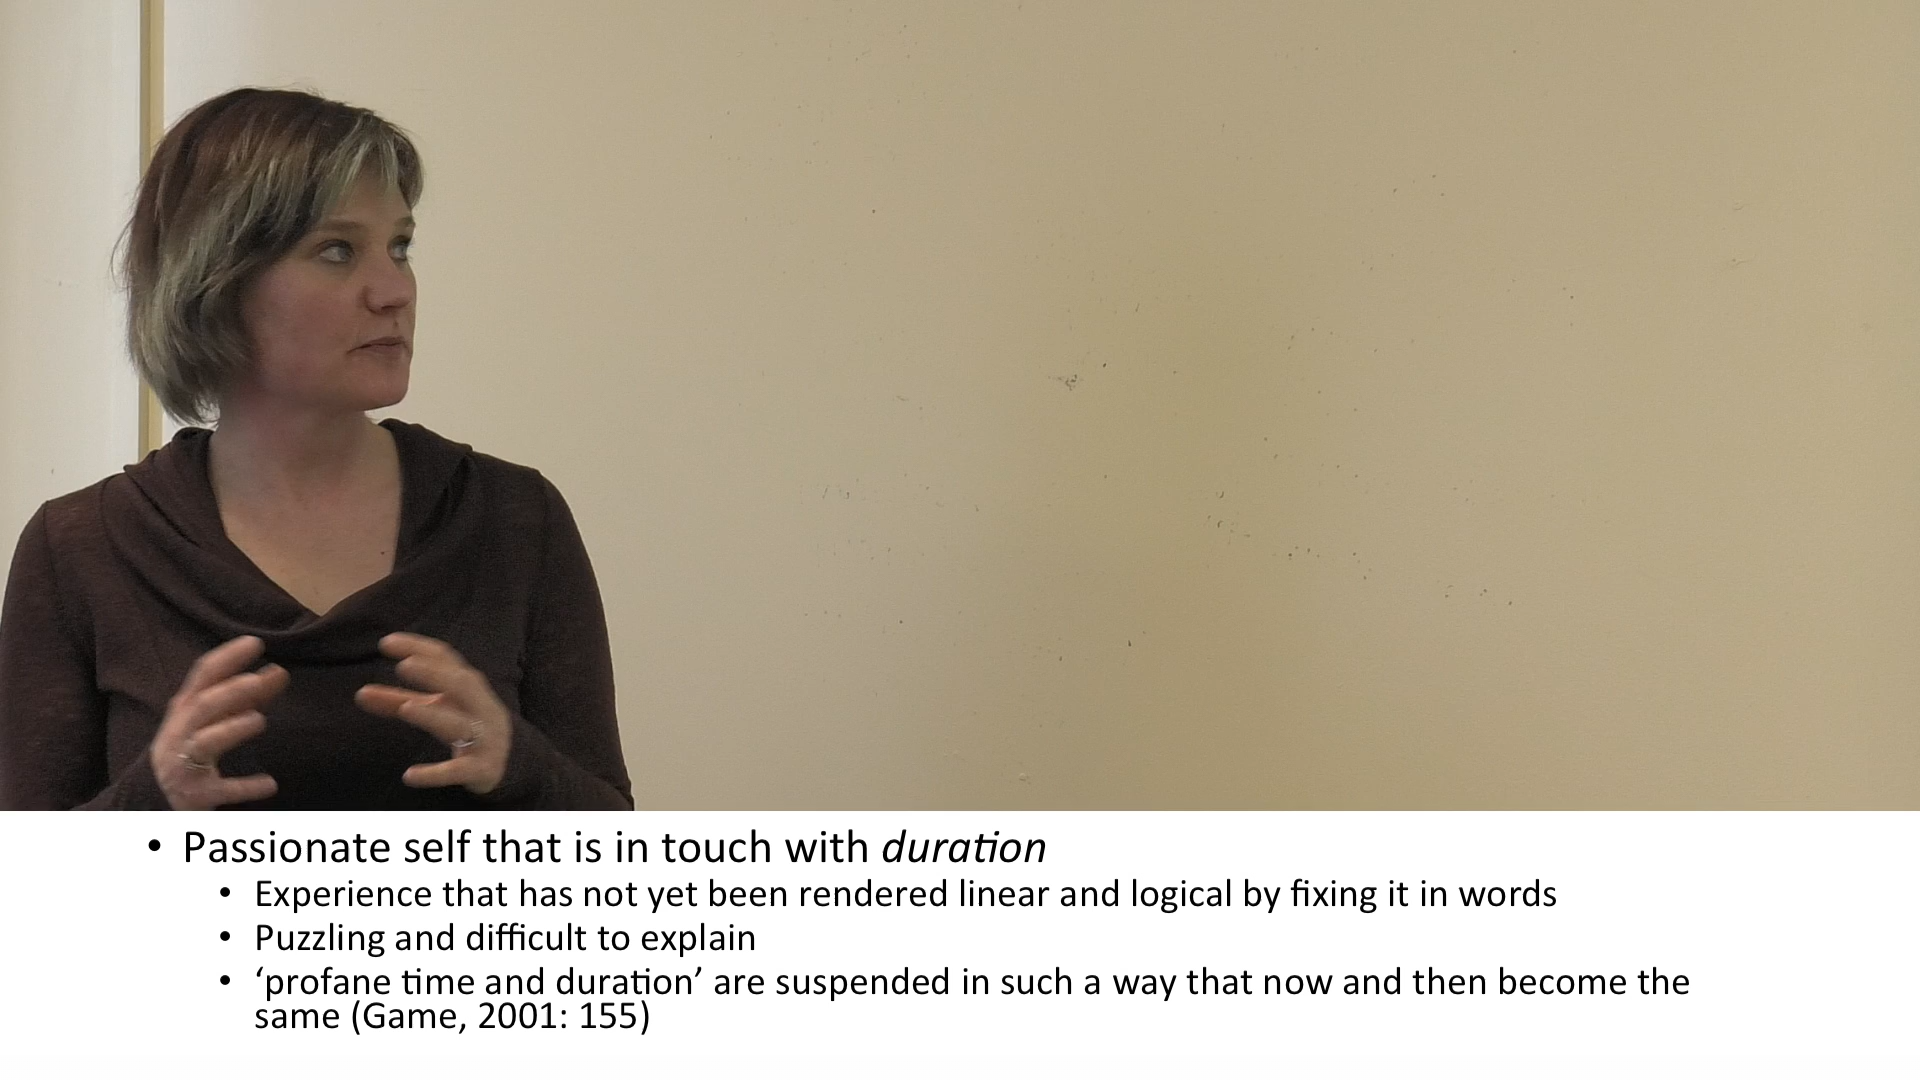 • Passionate self that is in touch with duration
• Experience that has not yet been rendered linear and logical by fixing it in words
• Puzzling and difficult to explain
• ‘profane time and duration’ are suspended in such a way that now and then become the
same (Game, 2001: 155)